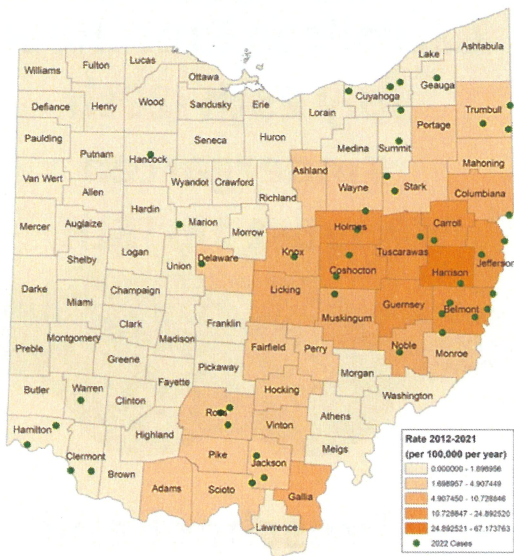 Ashtabula
Lake
Lucas
Williams
Fulton
Ottawa
Geauga
Cuyahoga
Defiance
Henry
Wood
Sandusky
Erie
Lorain
Trumbull
Portage
Paulding
Seneca
Huron
Medina
Summit
Putnam
Hancock
Mahoning
Van Wert
Wyandot
Crawford
Ashland
Wayne
Stark
Allen
Richland
Columbiana
Hardin
Marion
Mercer
Auglaize
Morrow
Holmes
Carroll
Logan
Knox
Tuscarawas
Shelby
Union
Delaware
Coshocton
Harrison
Jefferson
Darke
Champaign
Licking
Miami
Guernsey
Belmont
Clark
Franklin
Muskingum
Madison
Preble
Montgomery
Fairfield
Perry
Noble
Monroe
Greene
Pickaway
Morgan
Fayette
Butler
Warren
Clinton
Hocking
Washington
Ross
Athens
Hamilton
Vinton
Highland
Clermont
Pike
Meigs
Jackson
Brown
Adams
Scioto
Gallia
Lawrence
Rate 2012-2021
(per 100,000 per year)
0.000000 - 1.698956
1.698957 - 4.907449
4.907450 - 10.728646
10.728847 - 24.892520
24.892521 - 67.173763
2022 Cases